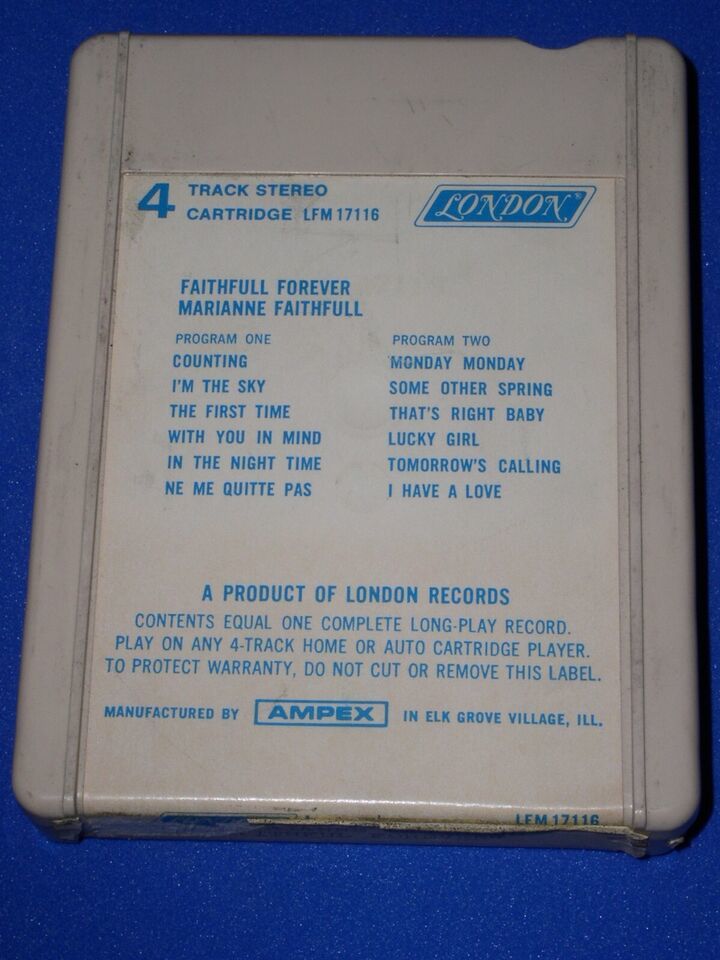 4 TRACK STEREO
CARTRIDGE LFM 17116
LONDON
FAITHFULL FOREVER
MARIANNE FAITHFULL
PROGRAM ONE
COUNTING
I'M THE SKY
THE FIRST TIME
WITH YOU IN MIND
IN THE NIGHT TIME
NE ME QUITTE PAS
PROGRAM TWO
MONDAY MONDAY
SOME OTHER SPRING
THAT'S RIGHT BABY
LUCKY GIRL
TOMORROW'S CALLING
I HAVE A LOVE
A PRODUCT OF LONDON RECORDS
CONTENTS EQUAL ONE COMPLETE LONG-PLAY RECORD.
PLAY ON ANY 4-TRACK HOME OR AUTO CARTRIDGE PLAYER.
TO PROTECT WARRANTY, DO NOT CUT OR REMOVE THIS LABEL.
MANUFACTURED BY AMPEX IN ELK GROVE VILLAGE, ILL.
LFM 17116